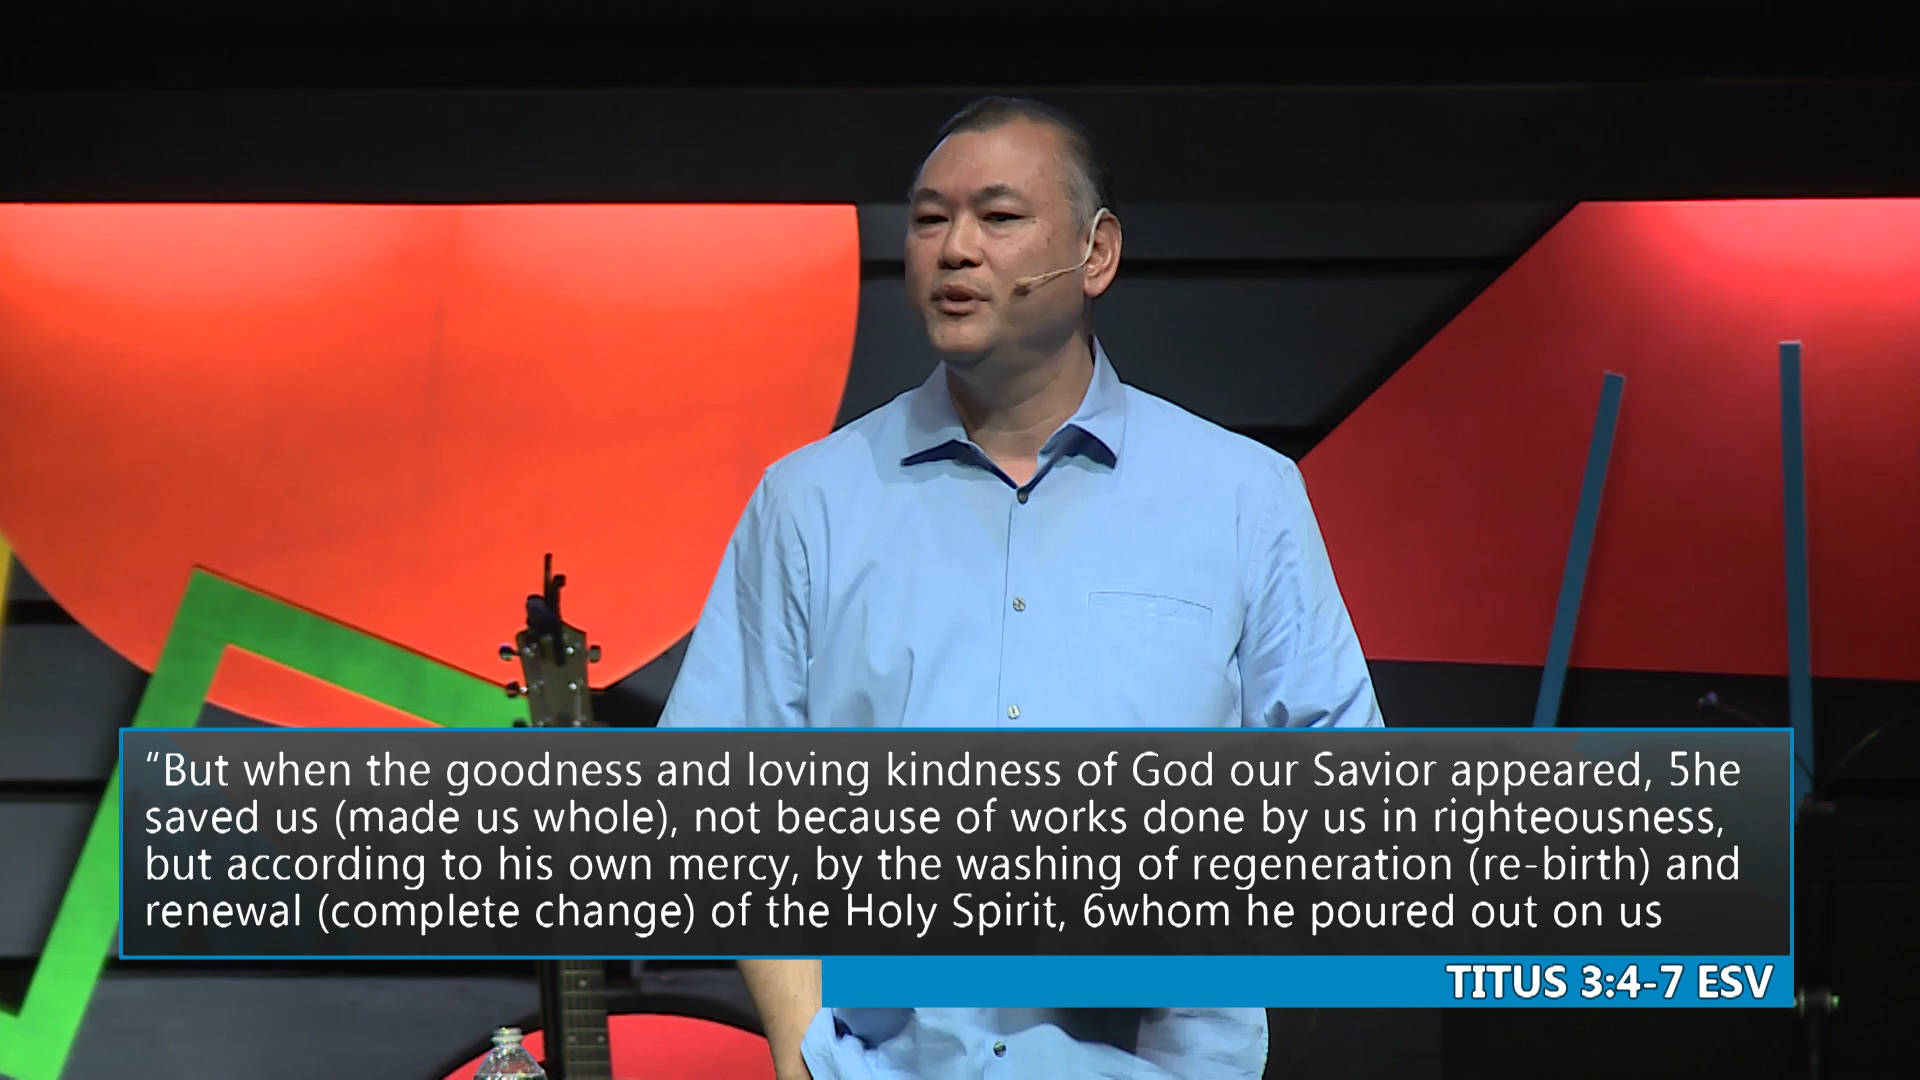 “But when the goodness and loving kindness of God our Savior appeared, 5he
saved us (made us whole), not because of works done by us in righteousness,
but according to his own mercy, by the washing of regeneration (re-birth) and
renewal (complete change) of the Holy Spirit, 6whom he poured out on us
TITUS 3:4-7 ESV